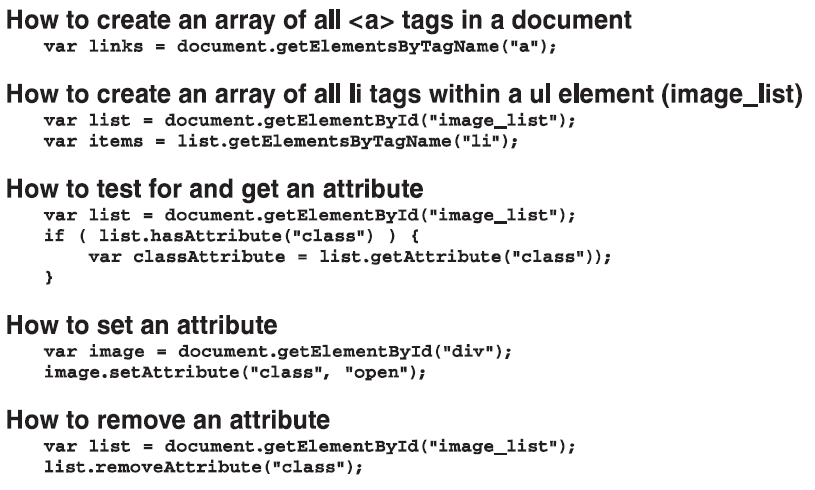 How to create an array of all <a> tags in a document
var links = document.getElementsByTagName("a");
How to create an array of all li tags within a ul element (image_list)
var list = document.getElementById("image_list");
var items = list.getElementsByTagName("li");
How to test for and get an attribute
var list = document.getElementById("image_list");
if ( list.hasAttribute("class") ) {
var classAttribute = list.getAttribute("class"));
}
How to set an attribute
var image = document.getElementById("div");
image.setAttribute("class", "open");
How to remove an attribute
var list = document.getElementById("image_list");
list.removeAttribute("class");